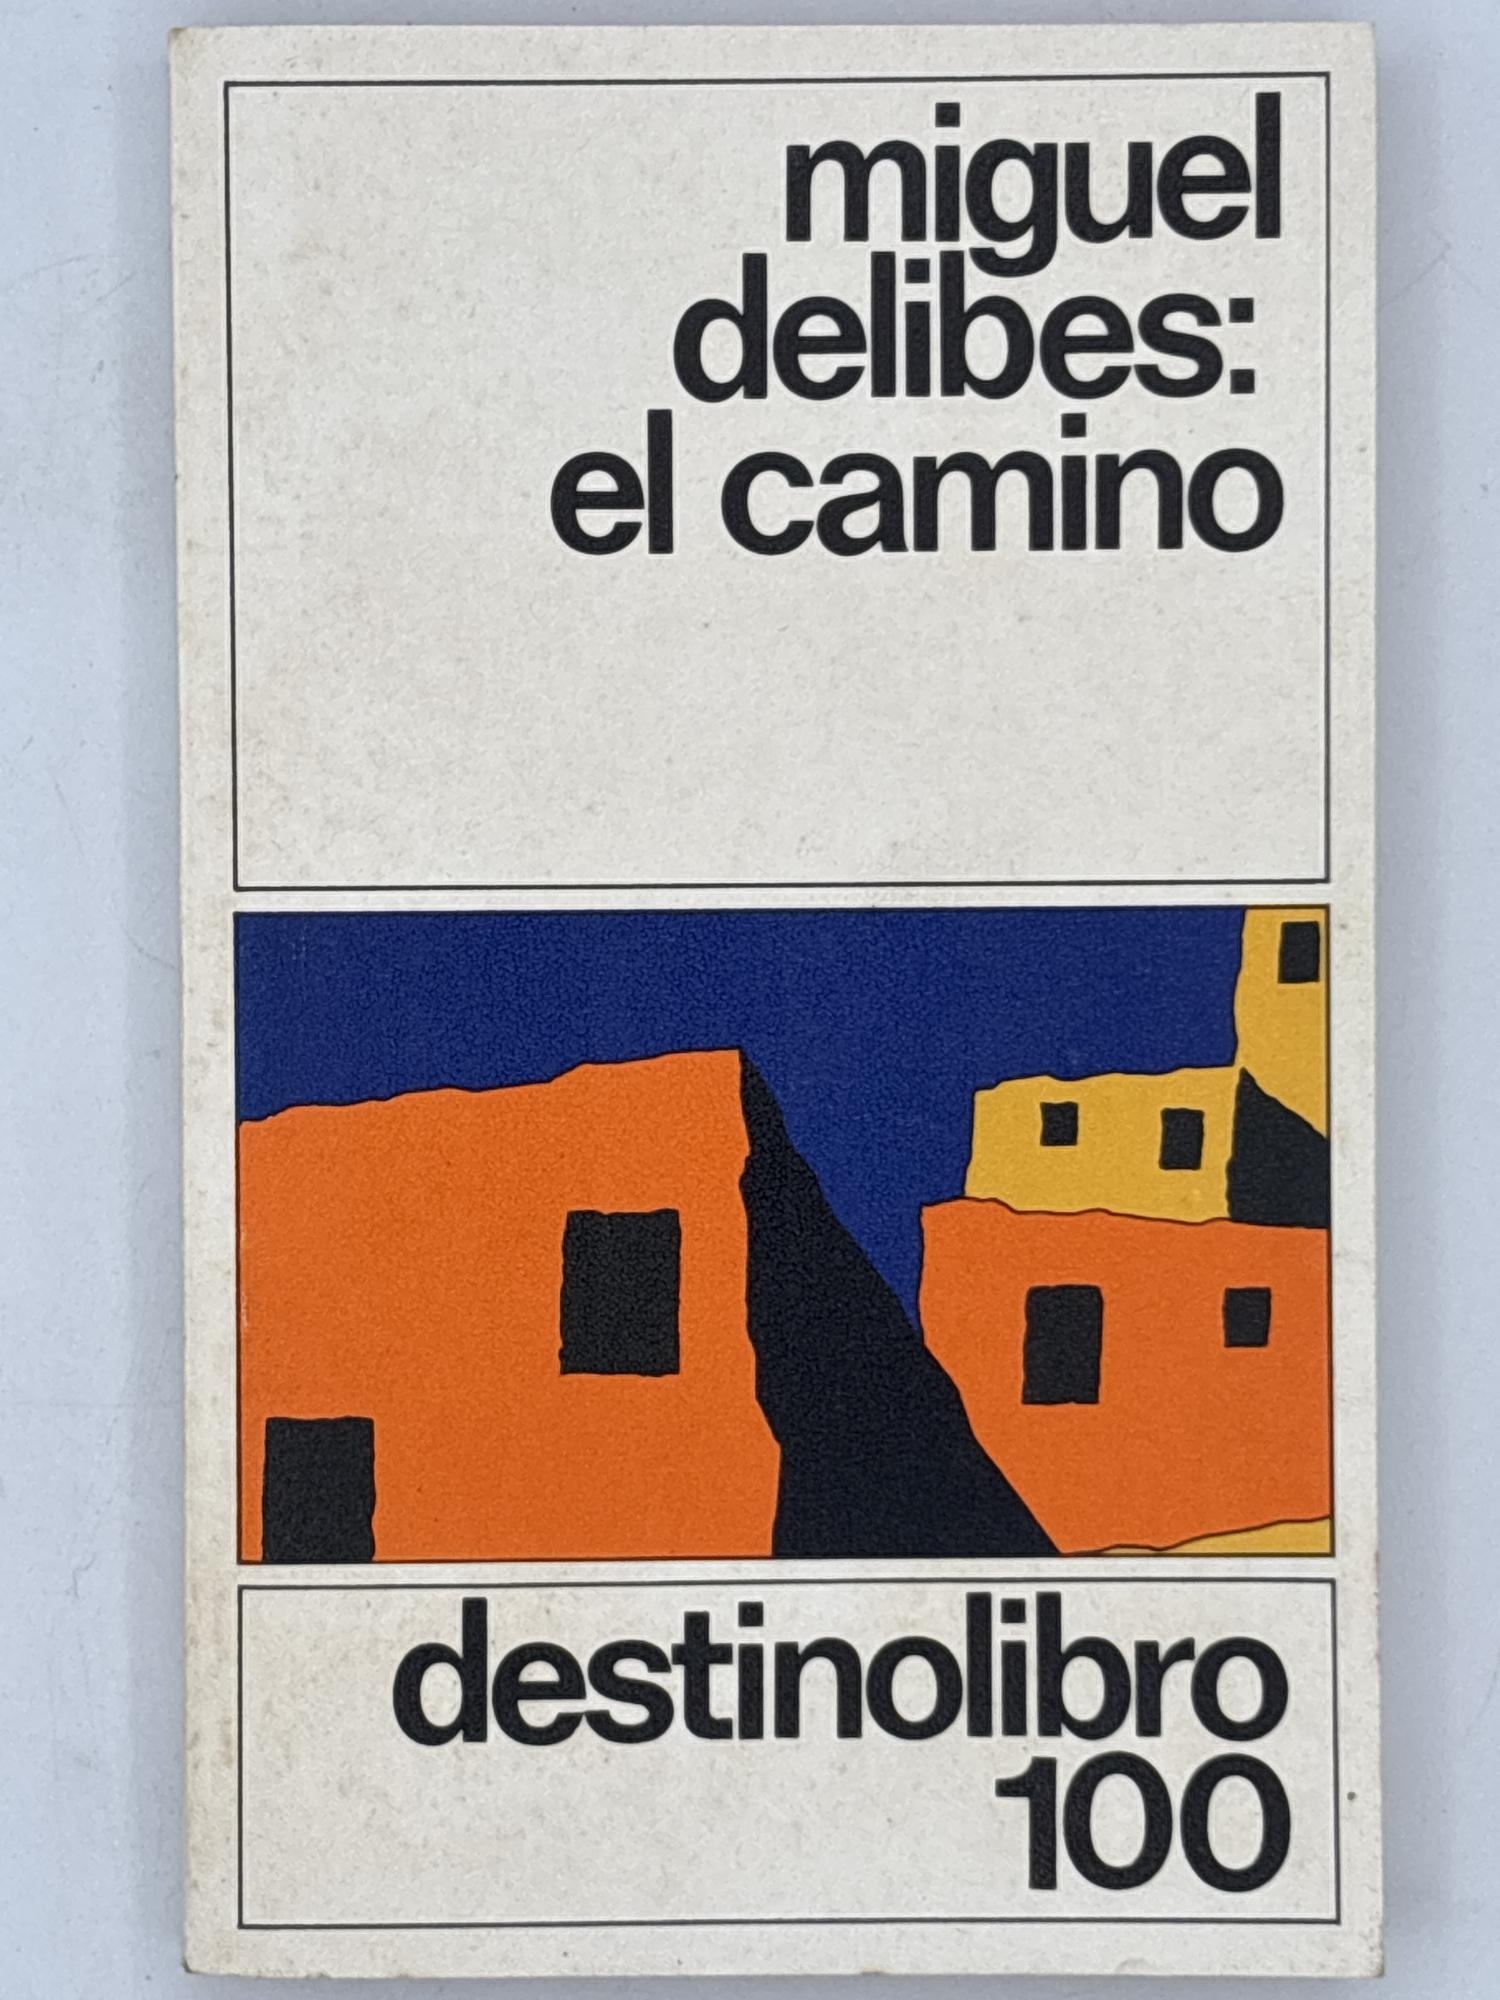 miguel
delibes:
el camino
destinolibro
100